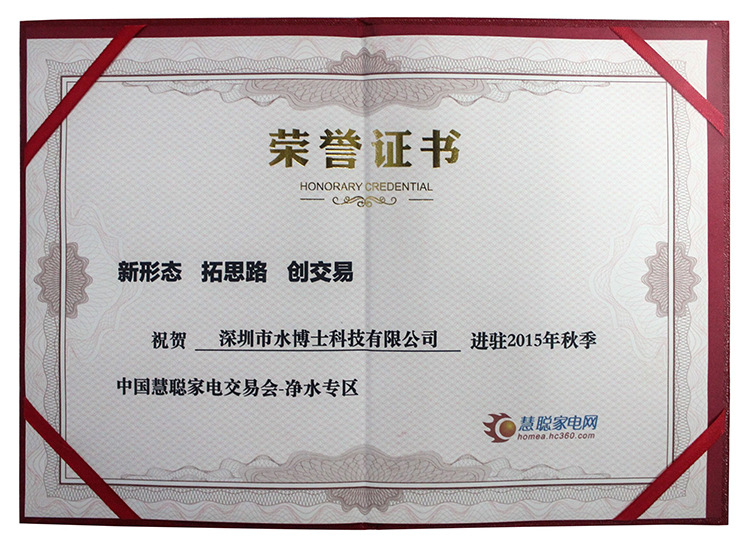 荣誉证书
HONORARY CREDENTIAL
新形态 拓思路 创交易
祝贺 深圳市水博士科技有限公司 进驻2015年秋季
中国慧聪家电交易会-净水专区
慧聪家电网
homea.hc360.com